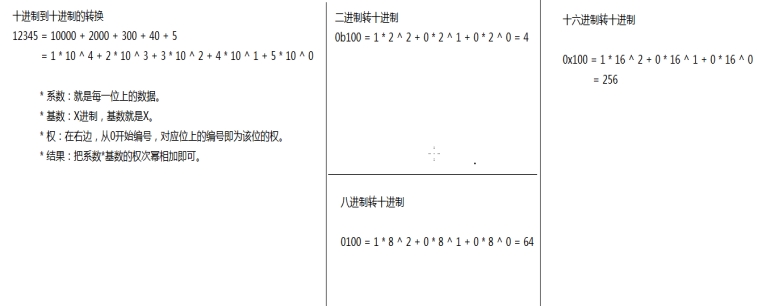 十进制到十进制的转换
12345 = 10000 + 2000 + 300 + 40 + 5
= 1 * 10 ^ 4 + 2 * 10 ^ 3 + 3 * 10 ^ 2 + 4 * 10 ^ 1 + 5 * 10 ^ 0
* 系数：就是每一位上的数据。
* 基数：X进制，基数就是X。
* 权：在右边，从0开始编号，对应位上的编号即为该位的权。
* 结果：把系数*基数的权次幂相加即可。
二进制转十进制
0b100 = 1 * 2 ^ 2 + 0 * 2 ^ 1 + 0 * 2 ^ 0 = 4
八进制转十进制
0100 = 1 * 8 ^ 2 + 0 * 8 ^ 1 + 0 * 8 ^ 0 = 64
十六进制转十进制
0x100 = 1 * 16 ^ 2 + 0 * 16 ^ 1 + 0 * 16 ^ 0
= 256